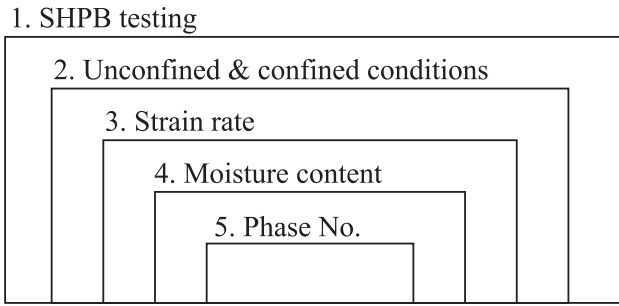 1. SHPB testing
2. Unconfined & confined conditions
3. Strain rate
4. Moisture content
5. Phase No.